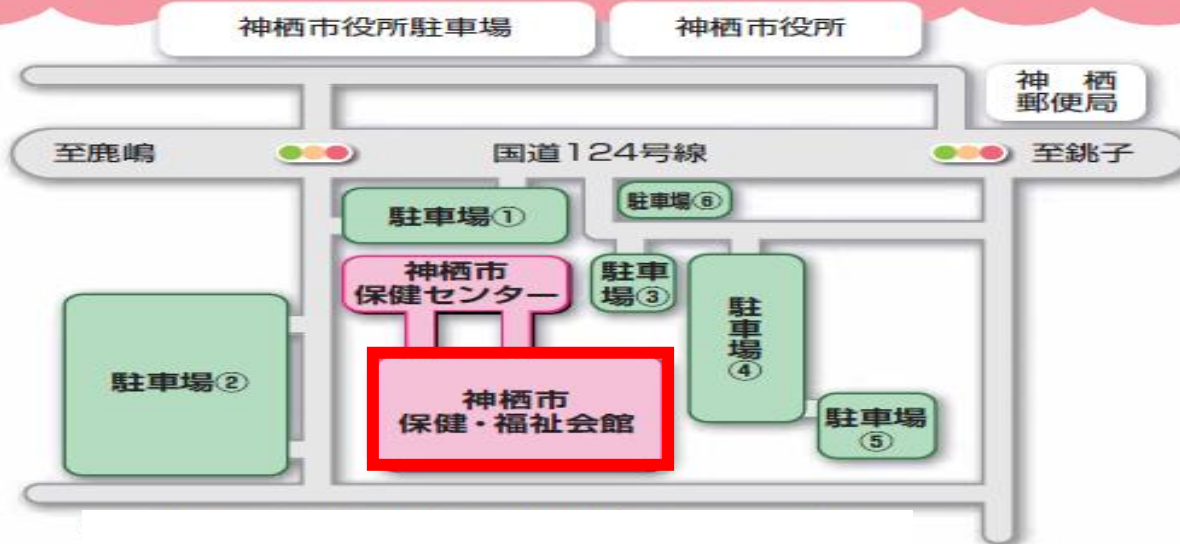 神栖市役所駐車場
神栖市役所
神　栖
郵便局
至鹿嶋
国道124号線
至銚子
駐車場①
駐車場⑥
神栖市
保健センター
駐車
場③
駐車場④
駐車場②
神栖市
保健・福祉会館
駐車場
⑤